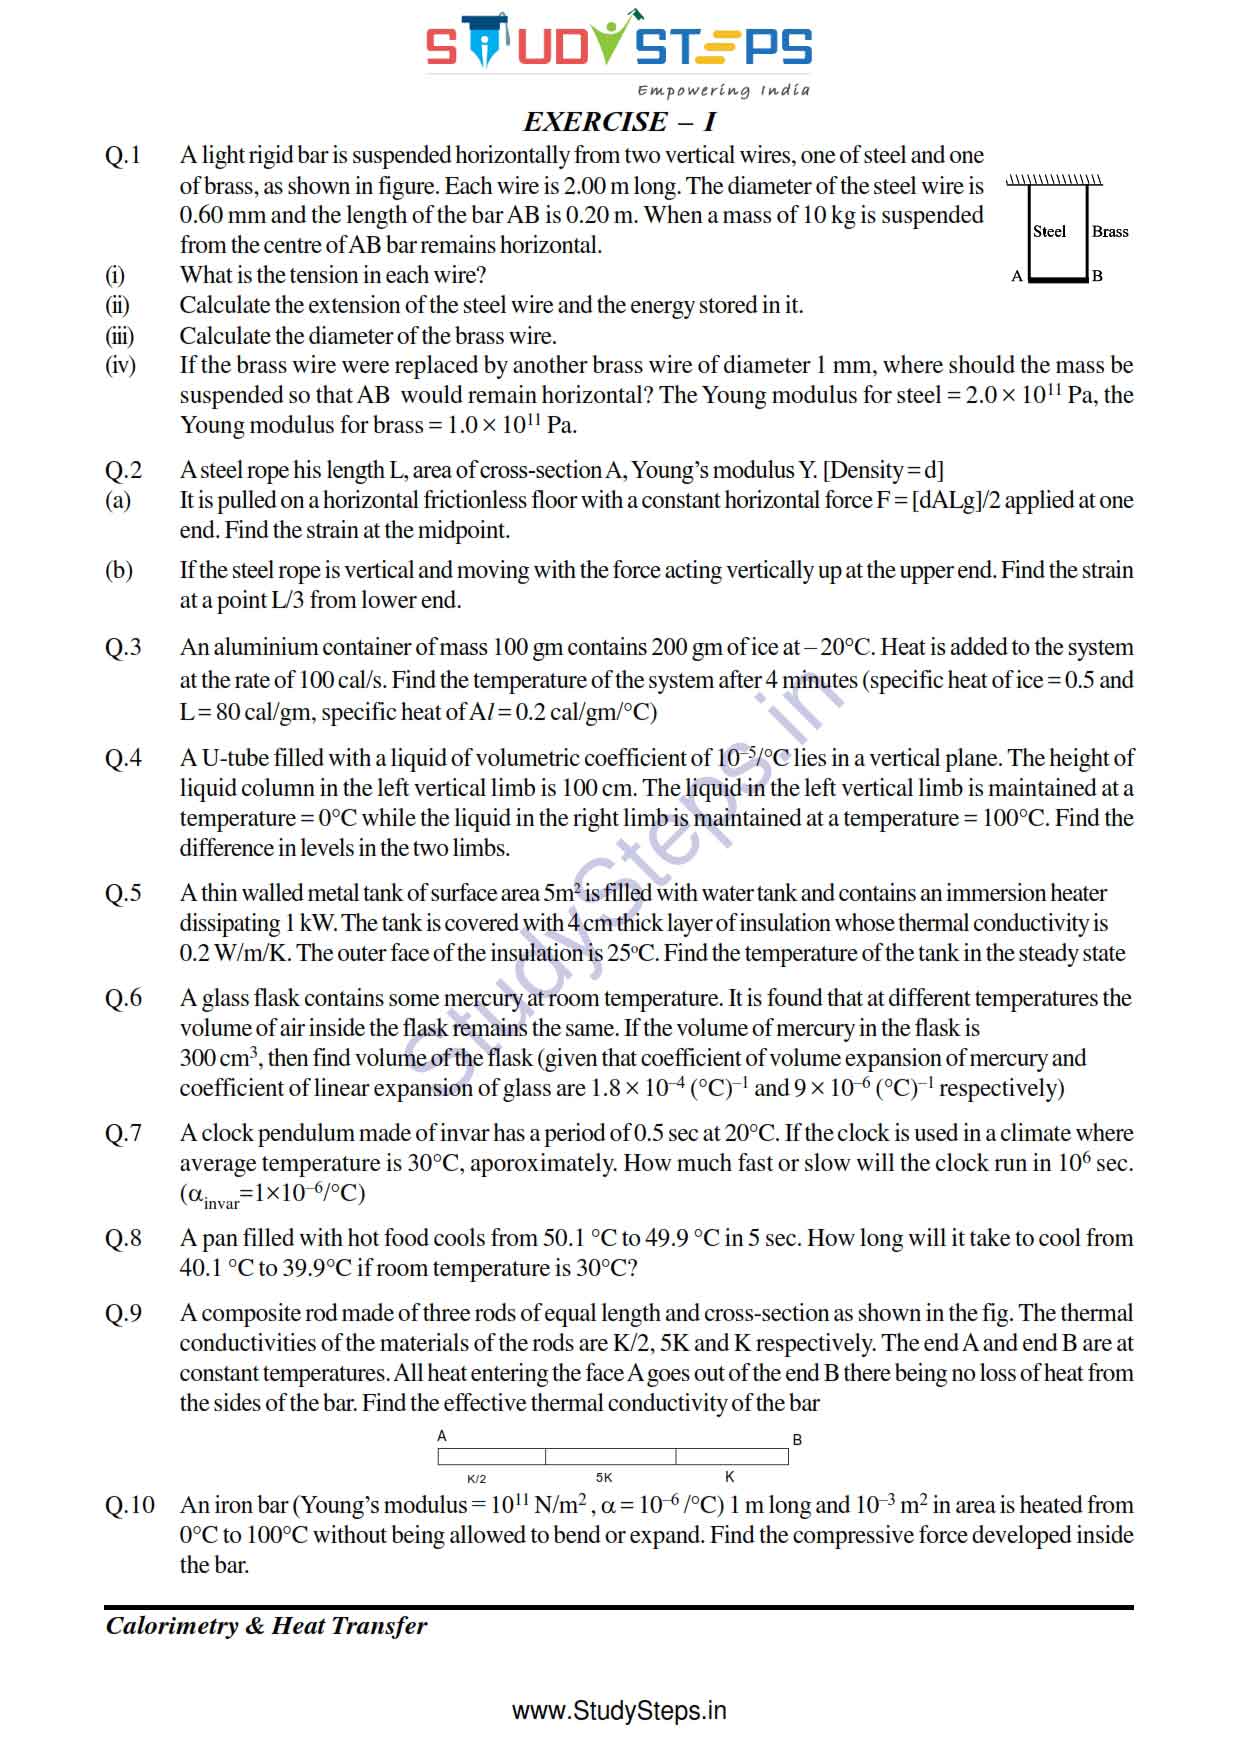 STUDYSTEPS
Empowering India
EXERCISE – I
Q.1 A light rigid bar is suspended horizontally from two vertical wires, one of steel and one
of brass, as shown in figure. Each wire is 2.00 m long. The diameter of the steel wire is
0.60 mm and the length of the bar AB is 0.20 m. When a mass of 10 kg is suspended
from the centre of AB bar remains horizontal.
Steel Brass
A B
(i) What is the tension in each wire?
(ii) Calculate the extension of the steel wire and the energy stored in it.
(iii) Calculate the diameter of the brass wire.
(iv) If the brass wire were replaced by another brass wire of diameter 1 mm, where should the mass be
suspended so that AB would remain horizontal? The Young modulus for steel = 2.0 × 10¹¹ Pa, the
Young modulus for brass = 1.0 × 10¹¹ Pa.
Q.2 A steel rope his length L, area of cross-section A, Young's modulus Y. [Density = d]
(a) It is pulled on a horizontal frictionless floor with a constant horizontal force F = [dALg]/2 applied at one
end. Find the strain at the midpoint.
(b) If the steel rope is vertical and moving with the force acting vertically up at the upper end. Find the strain
at a point L/3 from lower end.
Q.3 An aluminium container of mass 100 gm contains 200 gm of ice at – 20°C. Heat is added to the system
at the rate of 100 cal/s. Find the temperature of the system after 4 minutes (specific heat of ice = 0.5 and
L = 80 cal/gm, specific heat of Al = 0.2 cal/gm/°C)
Q.4 A U-tube filled with a liquid of volumetric coefficient of 10⁻⁵/°C lies in a vertical plane. The height of
liquid column in the left vertical limb is 100 cm. The liquid in the left vertical limb is maintained at a
temperature = 0°C while the liquid in the right limb is maintained at a temperature = 100°C. Find the
difference in levels in the two limbs.
Q.5 A thin walled metal tank of surface area 5m² is filled with water tank and contains an immersion heater
dissipating 1 kW. The tank is covered with 4 cm thick layer of insulation whose thermal conductivity is
0.2 W/m/K. The outer face of the insulation is 25°C. Find the temperature of the tank in the steady state
Q.6 A glass flask contains some mercury at room temperature. It is found that at different temperatures the
volume of air inside the flask remains the same. If the volume of mercury in the flask is
300 cm³, then find volume of the flask (given that coefficient of volume expansion of mercury and
coefficient of linear expansion of glass are 1.8 × 10⁻⁴ (°C)⁻¹ and 9 × 10⁻⁶ (°C)⁻¹ respectively)
Q.7 A clock pendulum made of invar has a period of 0.5 sec at 20°C. If the clock is used in a climate where
average temperature is 30°C, aporoximately. How much fast or slow will the clock run in 10⁶ sec.
(αinvar=1×10⁻⁶/°C)
Q.8 A pan filled with hot food cools from 50.1 °C to 49.9 °C in 5 sec. How long will it take to cool from
40.1 °C to 39.9°C if room temperature is 30°C?
Q.9 A composite rod made of three rods of equal length and cross-section as shown in the fig. The thermal
conductivities of the materials of the rods are K/2, 5K and K respectively. The end A and end B are at
constant temperatures. All heat entering the face A goes out of the end B there being no loss of heat from
the sides of the bar. Find the effective thermal conductivity of the bar
A B
K/2 5K K
Q.10 An iron bar (Young's modulus = 10¹¹ N/m² , α = 10⁻⁶ /°C) 1 m long and 10⁻³ m² in area is heated from
0°C to 100°C without being allowed to bend or expand. Find the compressive force developed inside
the bar.
Calorimetry & Heat Transfer
www.StudySteps.in
StudySteps.in